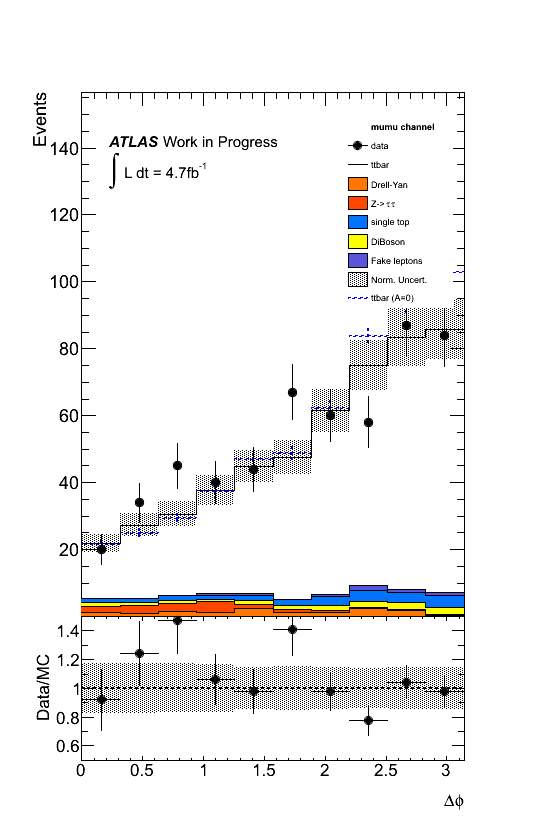 Events
140
120
100
80
60
40
20
ATLAS Work in Progress
∫ L dt = 4.7fb⁻¹
mumu channel
data
ttbar
Drell-Yan
Z->ττ
single top
DiBoson
Fake leptons
Norm. Uncert.
ttbar (A=0)
Data/MC
1.4
1.2
1
0.8
0.6
0 0.5 1 1.5 2 2.5 3
Δϕ